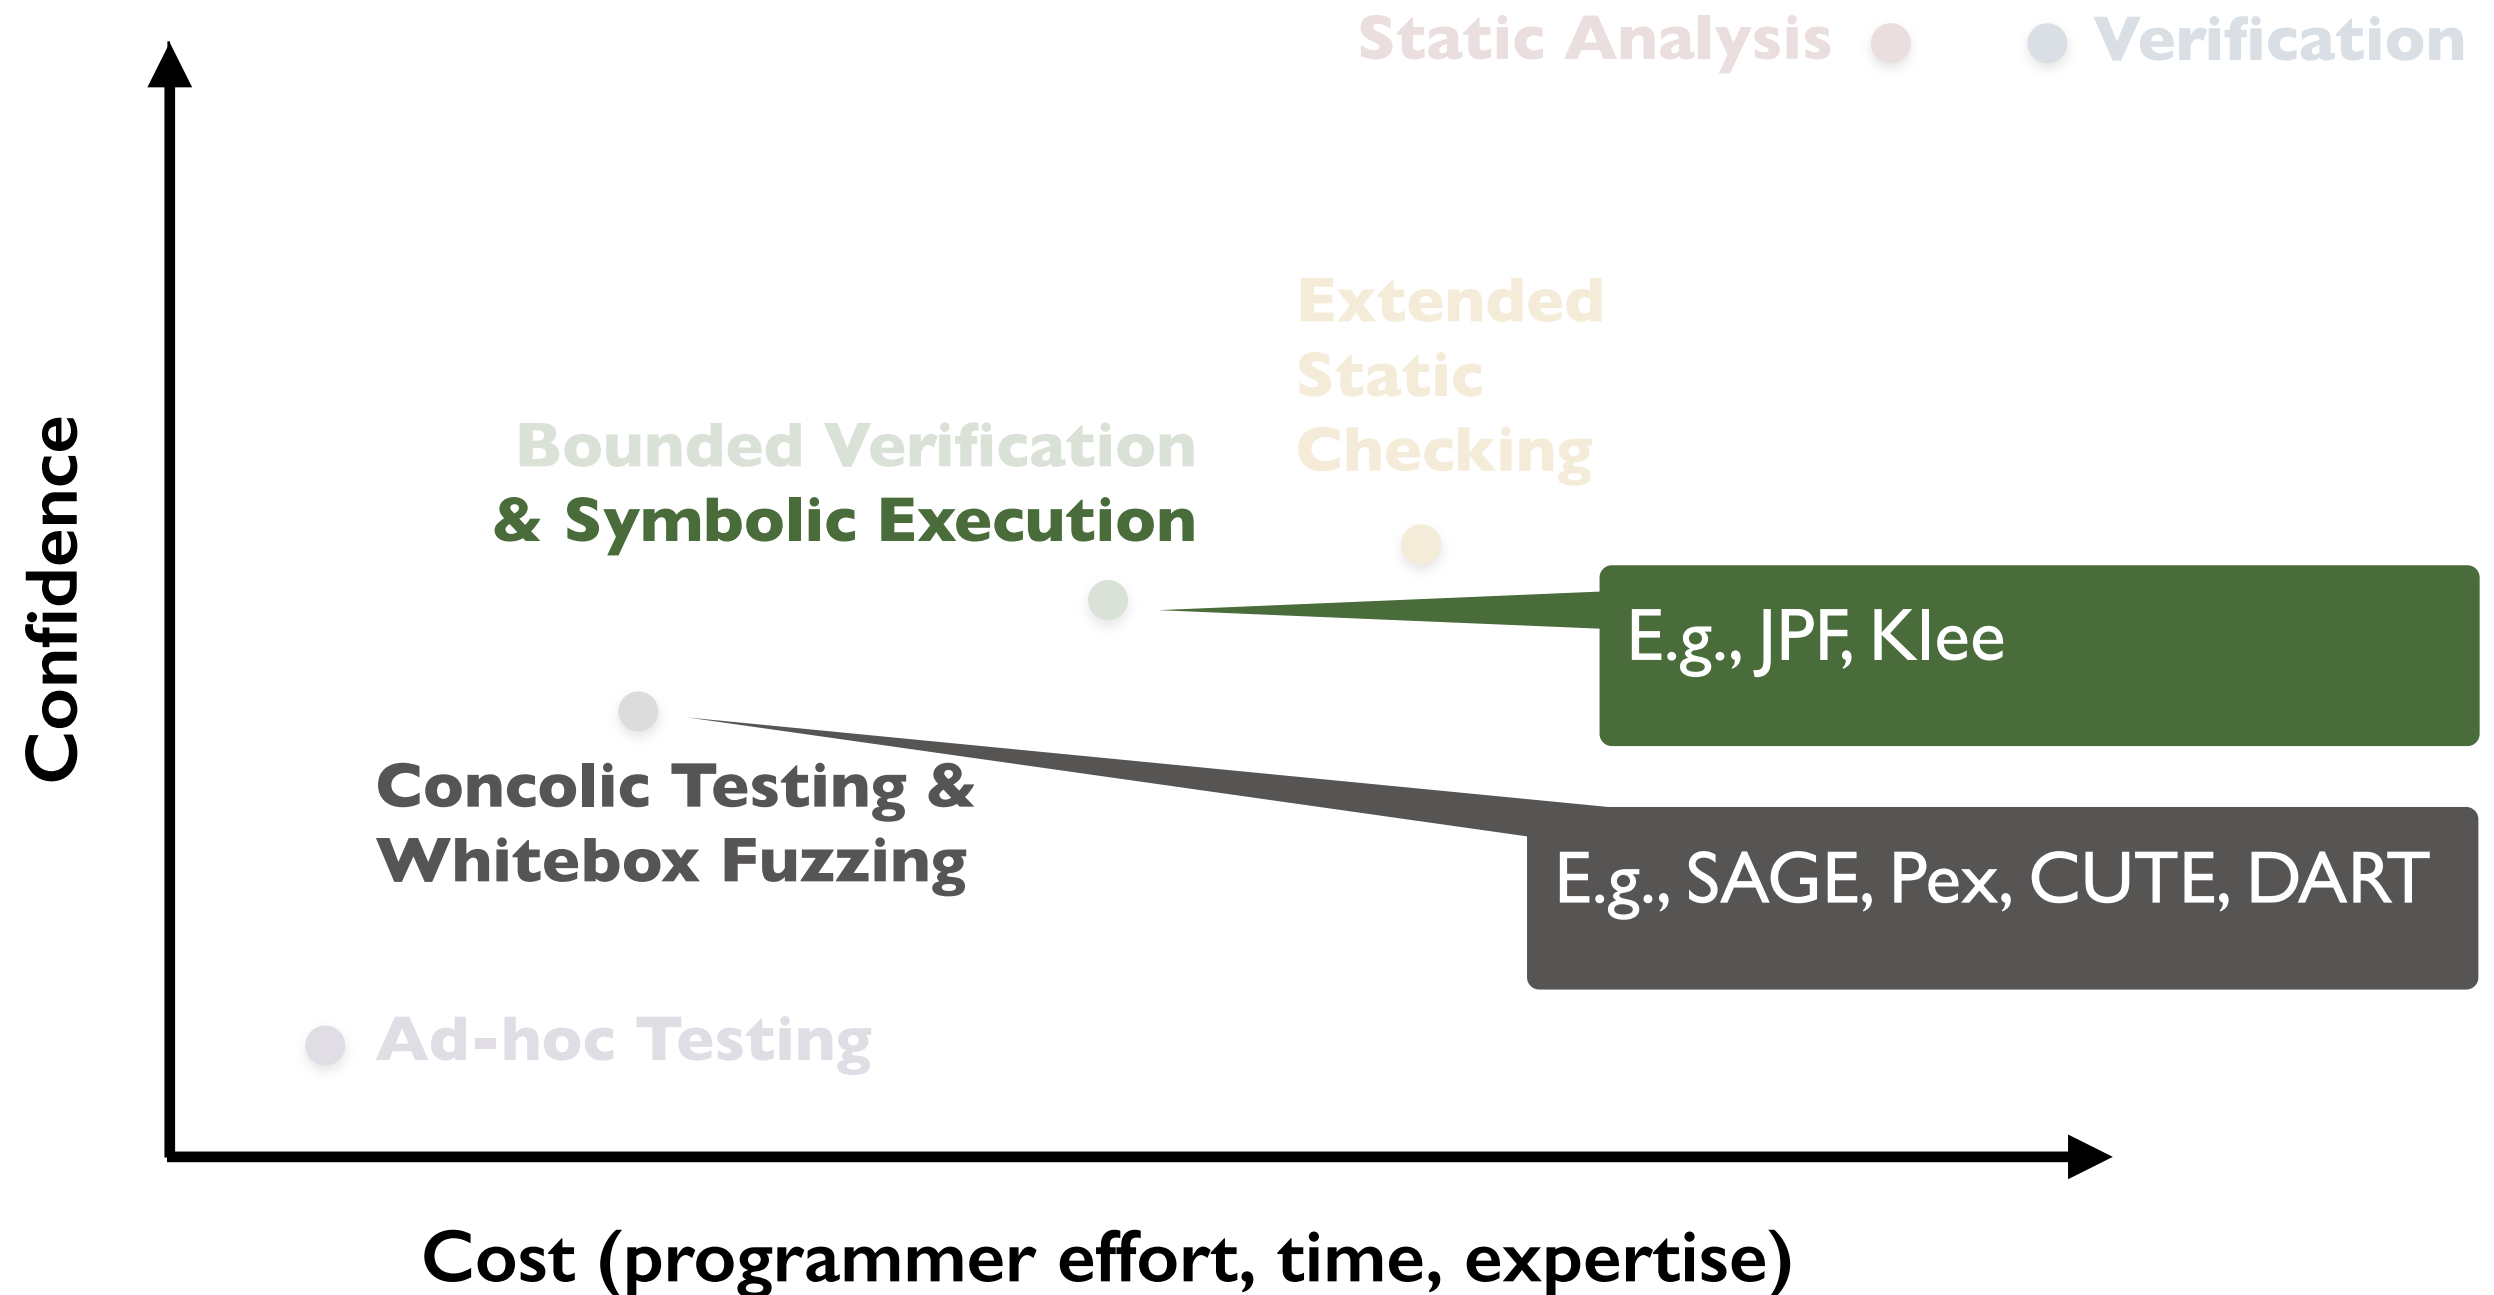 Static Analysis
Verification
Extended
Static
Checking
Bounded Verification
& Symbolic Execution
E.g., JPF, Klee
Confidence
Concolic Testing &
Whitebox Fuzzing
E.g., SAGE, Pex, CUTE, DART
Ad-hoc Testing
Cost (programmer effort, time, expertise)